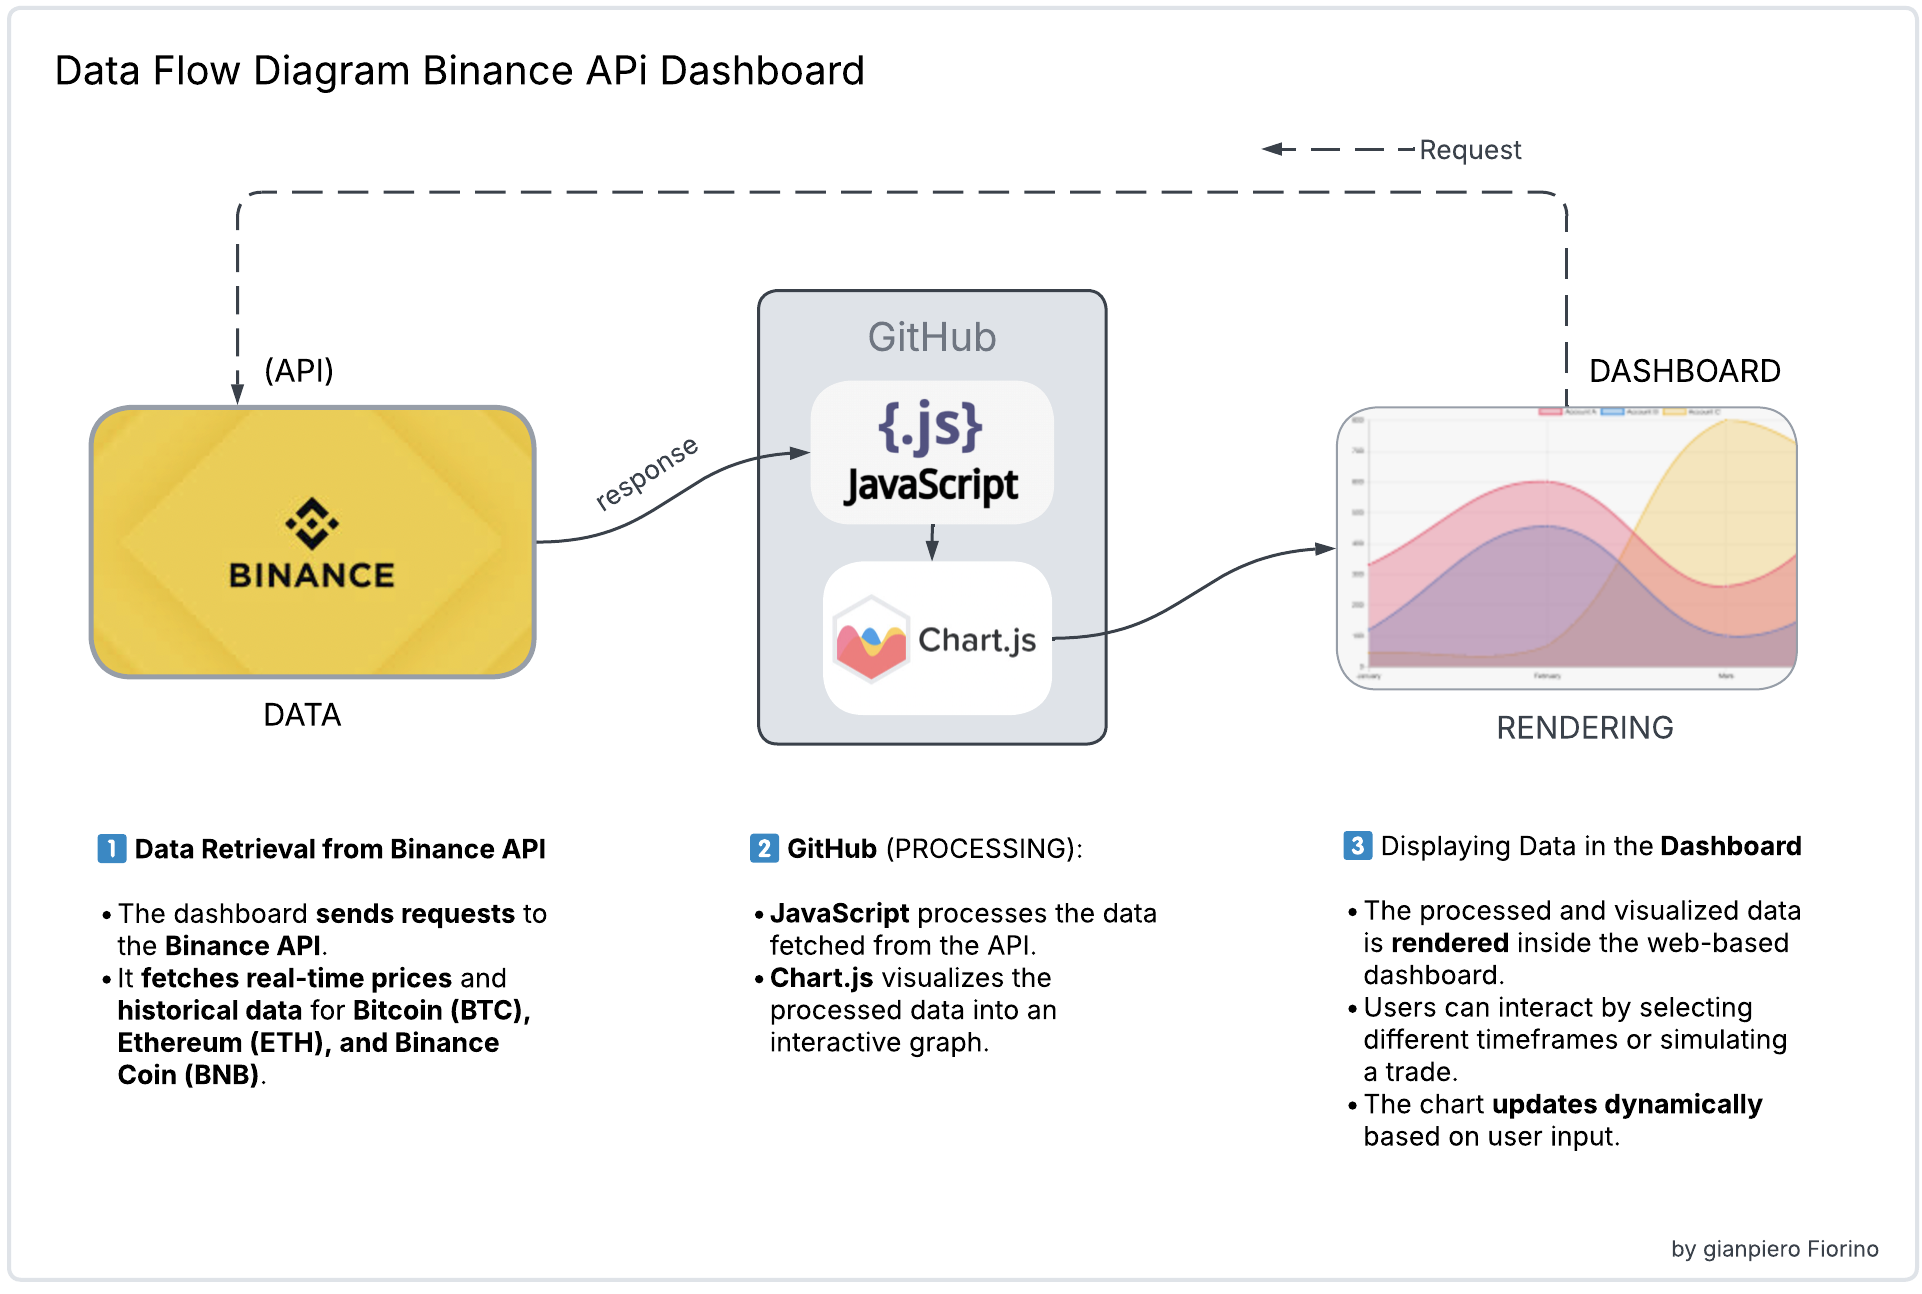 Data Flow Diagram Binance APi Dashboard
Request
(API)
GitHub
DASHBOARD
{.js}
JavaScript
response
BINANCE
Chart.js
Account A Account B Account C
February
DATA
RENDERING
1 Data Retrieval from Binance API
• The dashboard sends requests to
the Binance API.
• It fetches real-time prices and
historical data for Bitcoin (BTC),
Ethereum (ETH), and Binance
Coin (BNB).
2 GitHub (PROCESSING):
• JavaScript processes the data
fetched from the API.
• Chart.js visualizes the
processed data into an
interactive graph.
3 Displaying Data in the Dashboard
• The processed and visualized data
is rendered inside the web-based
dashboard.
• Users can interact by selecting
different timeframes or simulating
a trade.
• The chart updates dynamically
based on user input.
by gianpiero Fiorino